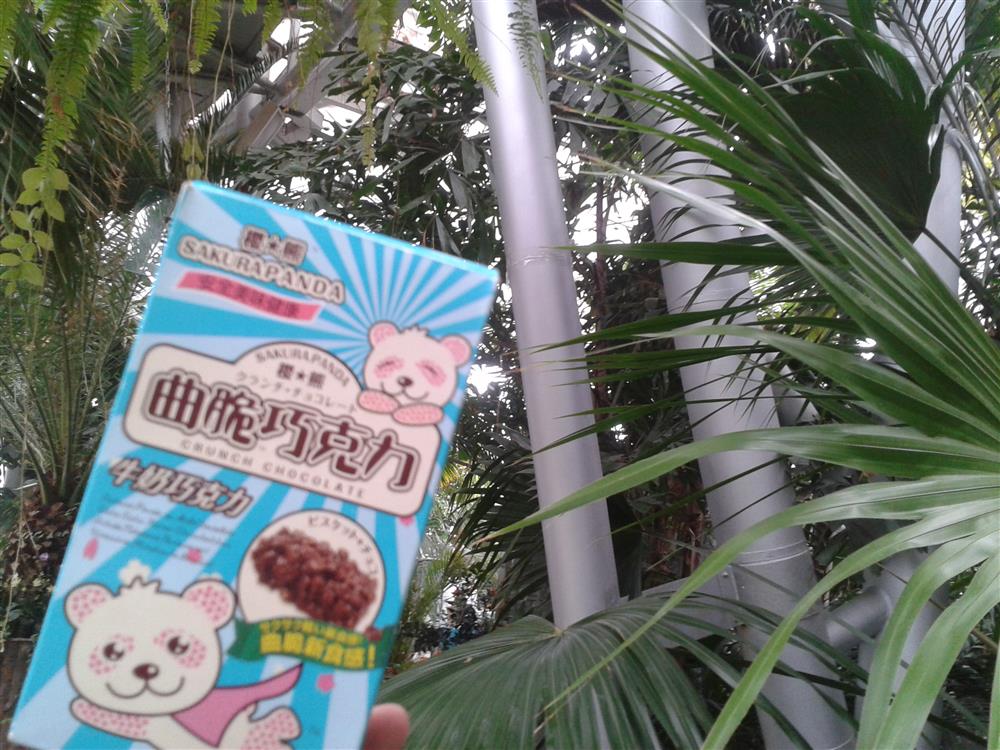 櫻★熊
SAKURAPANDA
安全美味健康
SAKURAPANDA
櫻★熊
クランチ・チョコレート
曲脆巧克力
CRUNCH CHOCOLATE
牛奶巧克力
ビスケット・チョコ
曲脆新食感!